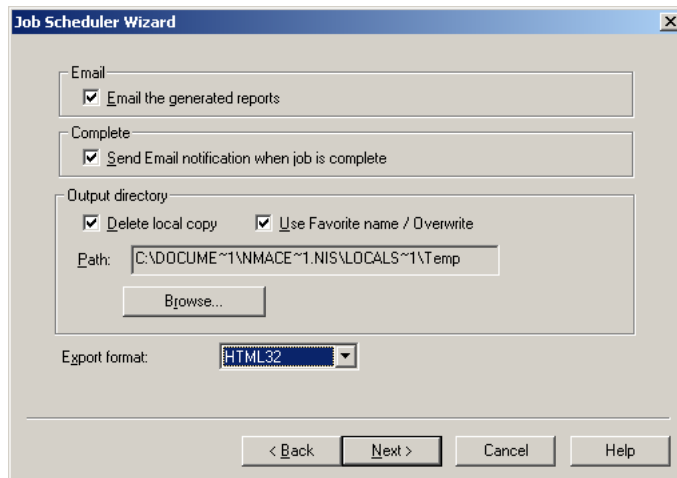 Job Scheduler Wizard
Email
Email the generated reports
Complete
Send Email notification when job is complete
Output directory
Delete local copy
Use Favorite name / Overwrite
Path:
C:\DOCUME~1\NMACE~1.NIS\LOCALS~1\Temp
Browse...
Export format:
HTML32
< Back
Next >
Cancel
Help